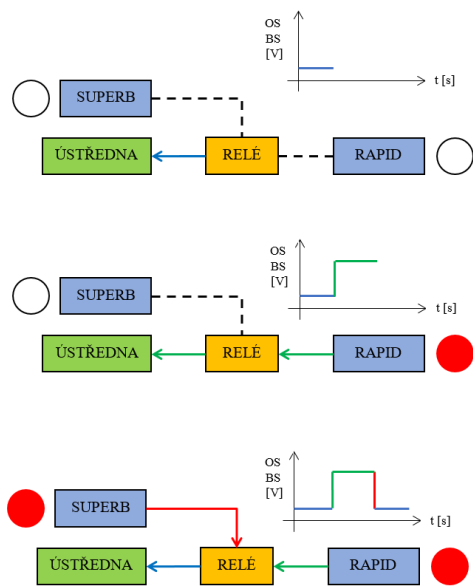 OS
BS
[V]
t [s]
SUPERB
ÚSTŘEDNA
RELÉ
RAPID
OS
BS
[V]
t [s]
SUPERB
ÚSTŘEDNA
RELÉ
RAPID
OS
BS
[V]
t [s]
SUPERB
ÚSTŘEDNA
RELÉ
RAPID